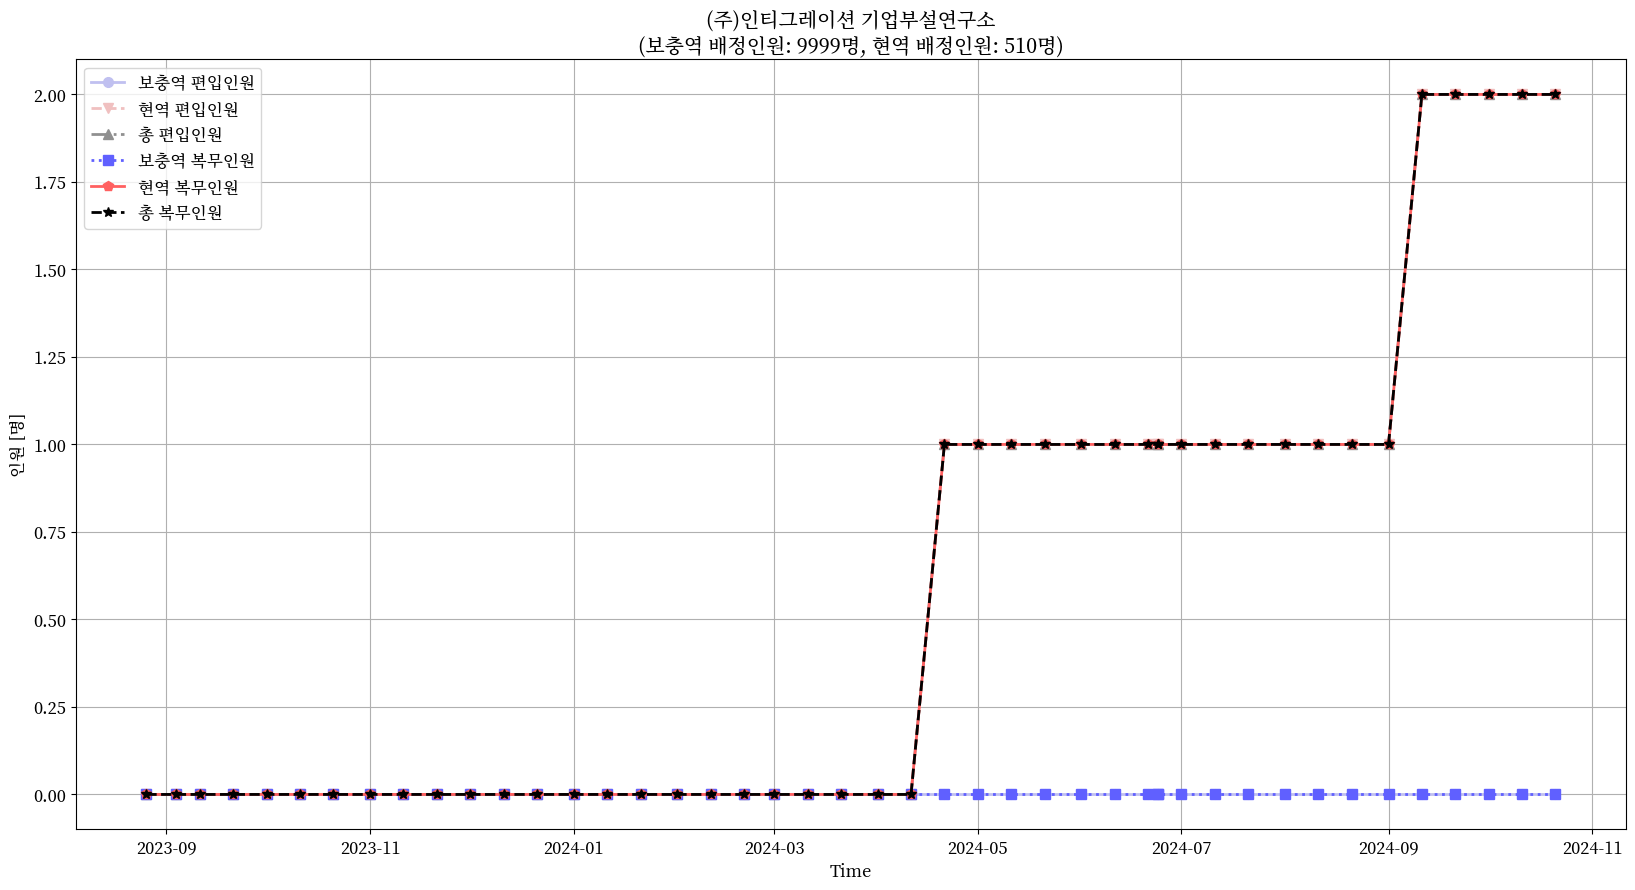 (주)인티그레이션 기업부설연구소
(보충역 배정인원: 9999명, 현역 배정인원: 510명)
보충역 편입인원
현역 편입인원
총 편입인원
보충역 복무인원
현역 복무인원
총 복무인원
2.00
1.75
1.50
1.25
1.00
0.75
0.50
0.25
0.00
인원 [명]
2023-09 2023-11 2024-01 2024-03 2024-05 2024-07 2024-09 2024-11
Time